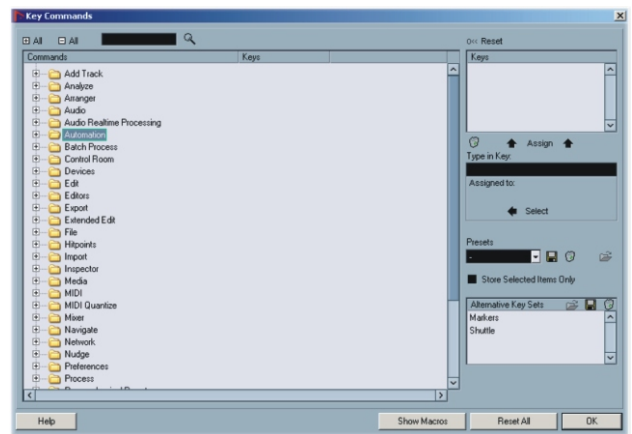 Key Commands
All All
Reset
Commands Keys
Add Track
Analyze
Arranger
Audio
Audio Realtime Processing
Automation
Batch Process
Control Room
Devices
Edit
Editors
Export
Extended Edit
File
Hitpoints
Import
Inspector
Media
MIDI
MIDI Quantize
Mixer
Navigate
Network
Nudge
Preferences
Process
Keys
Assign
Type in Key:
Assigned to:
Select
Presets
-
Store Selected Items Only
Alternative Key Sets
Markers
Shuttle
Help
Show Macros
Reset All
OK